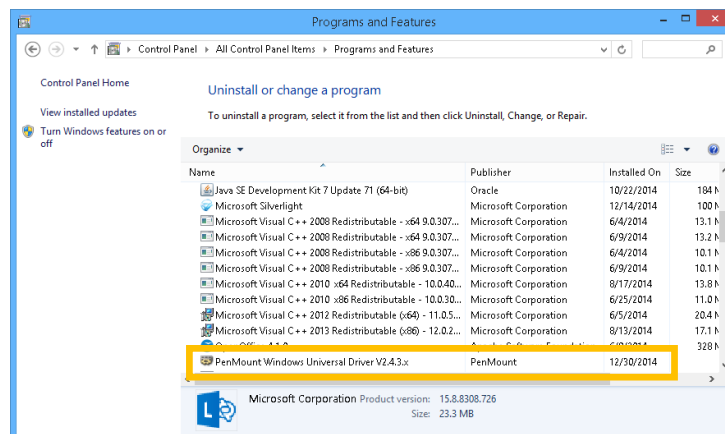 Programs and Features
Control Panel All Control Panel Items Programs and Features
Control Panel Home
View installed updates
Turn Windows features on or off
Uninstall or change a program
To uninstall a program, select it from the list and then click Uninstall, Change, or Repair.
Organize
Name Publisher Installed On Size
Java SE Development Kit 7 Update 71 (64-bit) Oracle 10/22/2014 184 M
Microsoft Silverlight Microsoft Corporation 12/14/2014 100 M
Microsoft Visual C++ 2008 Redistributable - x64 9.0.307... Microsoft Corporation 6/4/2014 13.1 M
Microsoft Visual C++ 2008 Redistributable - x64 9.0.307... Microsoft Corporation 6/9/2014 13.2 M
Microsoft Visual C++ 2008 Redistributable - x86 9.0.307... Microsoft Corporation 6/4/2014 10.1 M
Microsoft Visual C++ 2008 Redistributable - x86 9.0.307... Microsoft Corporation 6/9/2014 10.1 M
Microsoft Visual C++ 2010 x64 Redistributable - 10.0.40... Microsoft Corporation 8/17/2014 13.8 M
Microsoft Visual C++ 2010 x86 Redistributable - 10.0.30... Microsoft Corporation 6/25/2014 11.0 M
Microsoft Visual C++ 2012 Redistributable (x64) - 11.0.5... Microsoft Corporation 6/5/2014 20.4 M
Microsoft Visual C++ 2013 Redistributable (x86) - 12.0.2... Microsoft Corporation 8/13/2014 17.1 M
328 M
PenMount Windows Universal Driver V2.4.3.x PenMount 12/30/2014
Microsoft Corporation Product version: 15.8.8308.726
Size: 23.3 MB